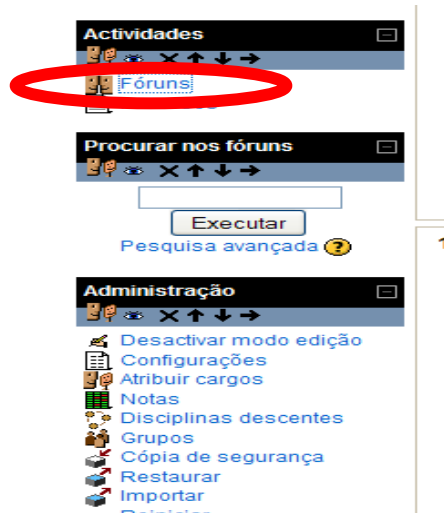 Actividades
Fóruns
Procurar nos fóruns
Executar
Pesquisa avançada
Administração
Desactivar modo edição
Configurações
Atribuir cargos
Notas
Disciplinas descentes
Grupos
Cópia de segurança
Restaurar
Importar